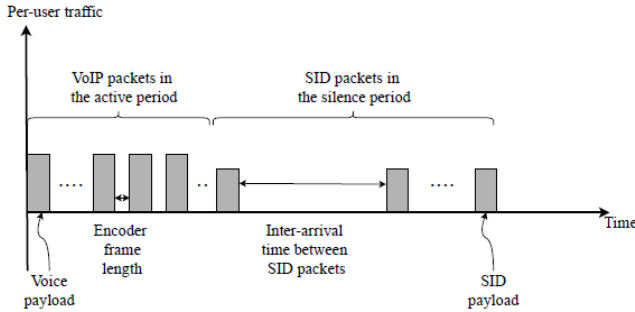 Per-user traffic
VoIP packets in
the active period
SID packets in
the silence period
....
..
....
Time
Encoder
frame
length
Inter-arrival
time between
SID packets
Voice
payload
SID
payload